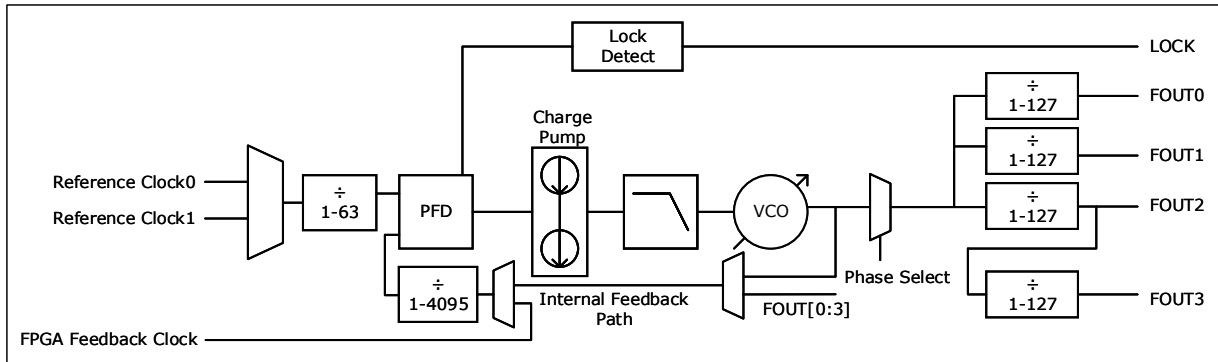 Lock
Detect
LOCK
÷
1-127
FOUT0
Charge
Pump
÷
1-127
FOUT1
Reference Clock0
Reference Clock1
÷
1-63
PFD
VCO
÷
1-127
FOUT2
Phase Select
÷
1-4095
Internal Feedback
Path
FOUT[0:3]
÷
1-127
FOUT3
FPGA Feedback Clock